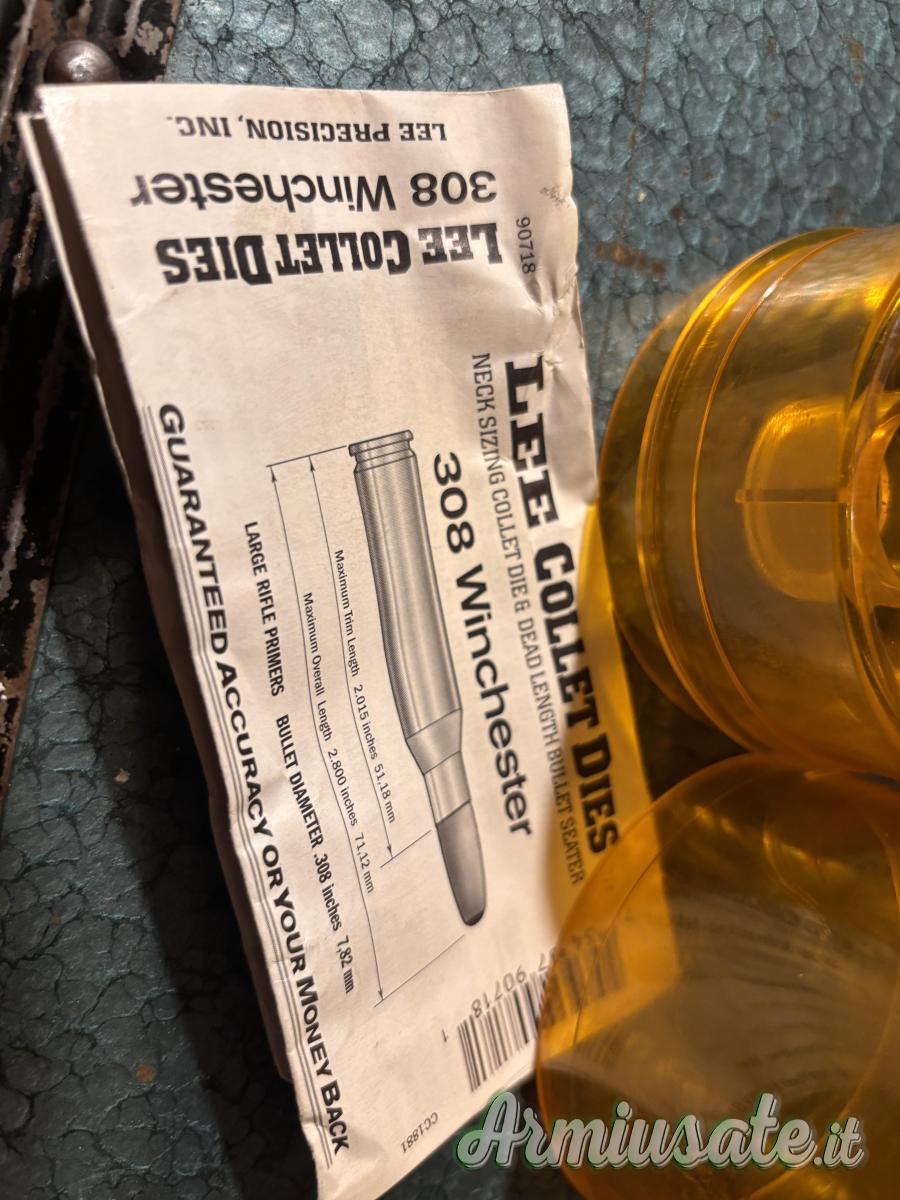 LEE PRECISION, INC.
308 Winchester
LEE COLLET DIES
90718
LEE COLLET DIES
NECK SIZING COLLET DIE & DEAD LENGTH BULLET SEATER
308 Winchester
Maximum Trim Length 2.015 inches 51,18 mm
Maximum Overall Length 2.800 inches 71,12 mm
LARGE RIFLE PRIMERS BULLET DIAMETER .308 inches 7,82 mm
GUARANTEED ACCURACY OR YOUR MONEY BACK
90718 1
CC1881
Armiusate.it